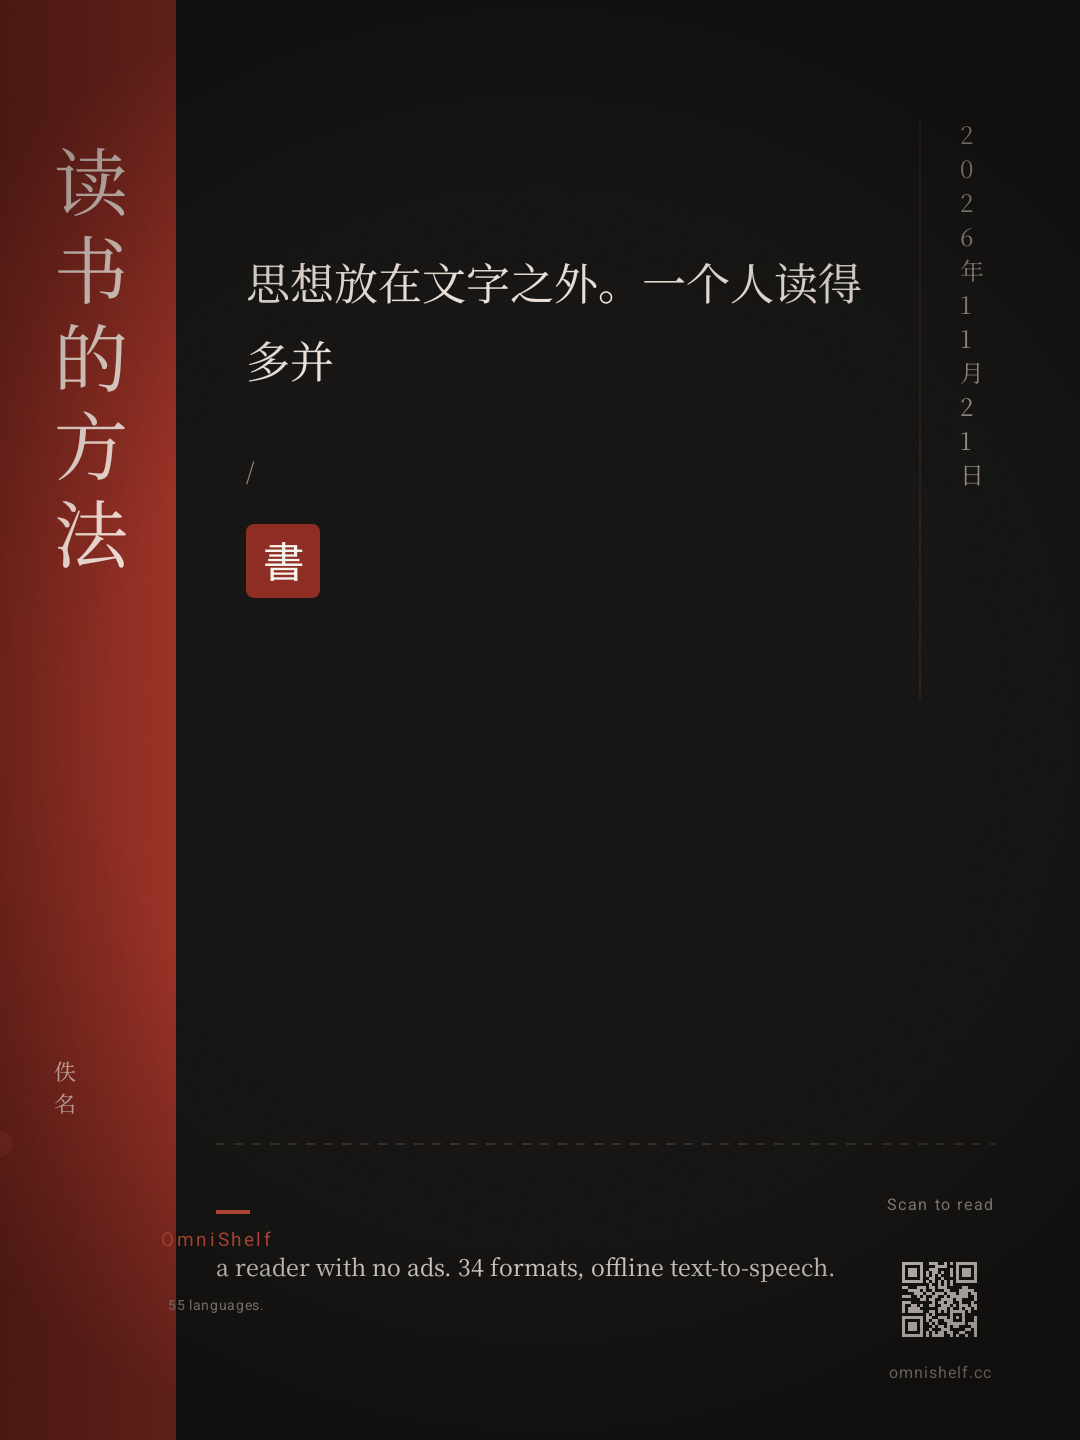 读书的方法
佚名
思想放在文字之外。一个人读得
多并
/
書
2026年11月21日
OmniShelf
a reader with no ads. 34 formats, offline text-to-speech.
55 languages.
Scan to read
omnishelf.cc